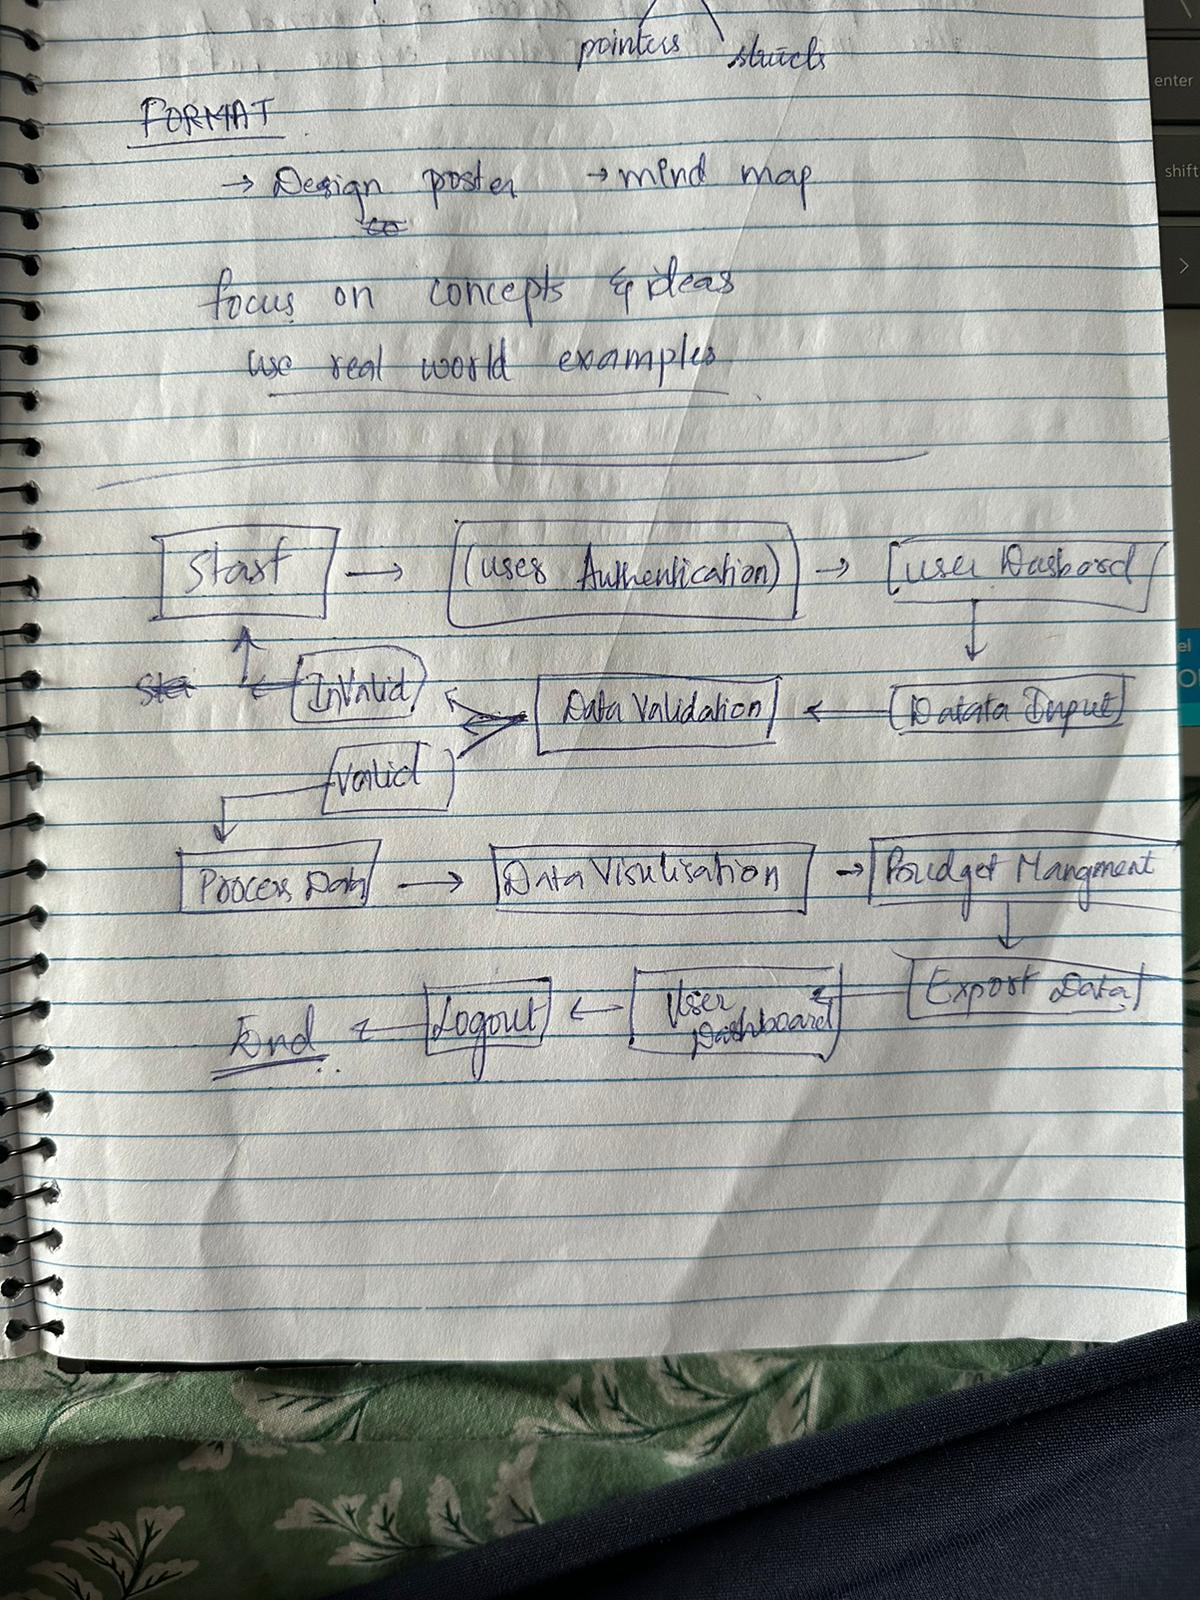 pointers structs
enter
FORMAT
shift
→ Design poster → mind map
focus on concepts & ideas
use real world examples
Start → (User Authentication) → User Dasbord
InValid Data Validation ← Datata Input
Valid
Process Data → Data Visulisation → Budget Mangment
End ← Logout ← User Dashboard ← Export Data